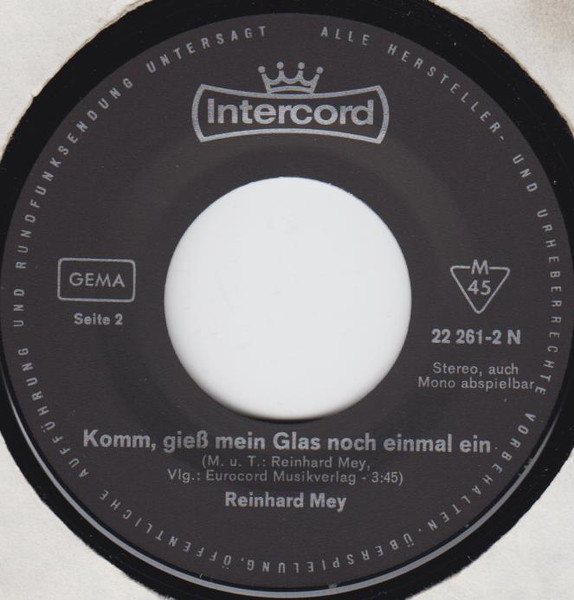 ALLE HERSTELLER- UND URHEBERRECHTE VORBEHALTEN. ÜBERSPIELUNG, ÖFFENTLICHE AUFFÜHRUNG UND RUNDFUNKSENDUNG UNTERSAGT
Intercord
GEMA
Seite 2
M
45
22 261-2 N
Stereo, auch
Mono abspielbar
Komm, gieß mein Glas noch einmal ein
(M. u. T.: Reinhard Mey,
Vlg.: Eurocord Musikverlag - 3:45)
Reinhard Mey